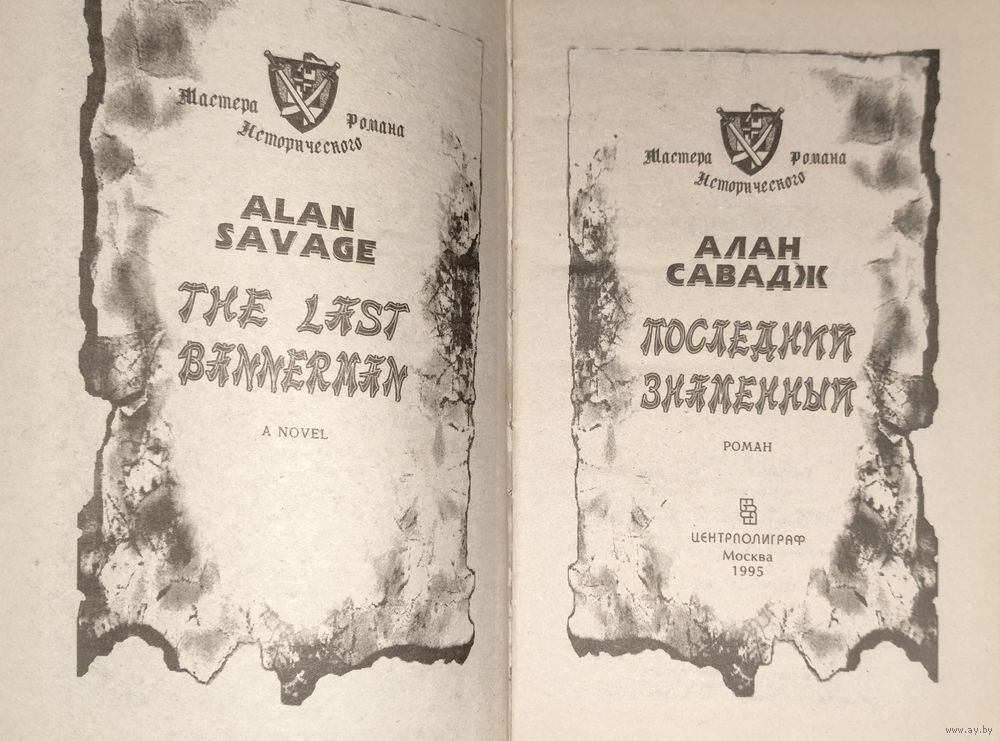 Мастера Романа
Исторического
ALAN
SAVAGE
THE LAST
BANNERMAN
A NOVEL
Мастера Романа
Исторического
АЛАН
САВАДЖ
ПОСЛЕДНИЙ
ЗНАМЕННЫЙ
РОМАН
ЦЕНТРПОЛИГРАФ
Москва
1995
www.ay.by